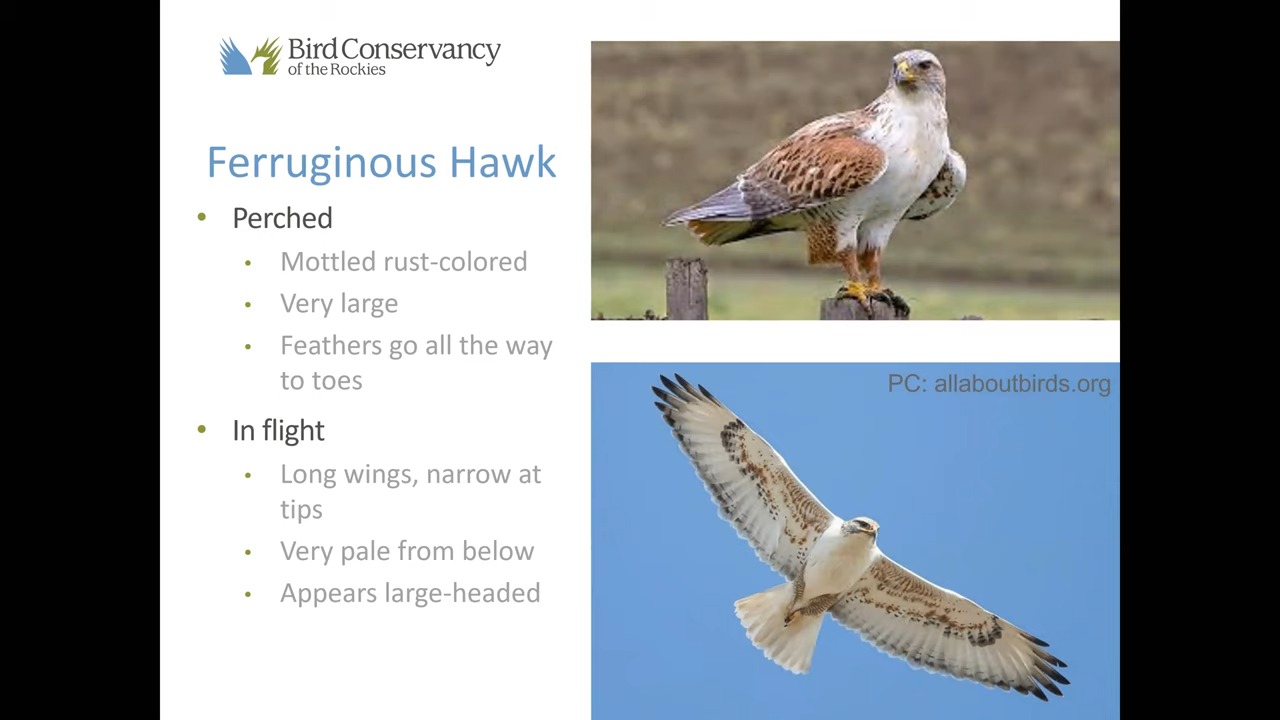 Bird Conservancy
of the Rockies
Ferruginous Hawk
• Perched
• Mottled rust-colored
• Very large
• Feathers go all the way
to toes
• In flight
• Long wings, narrow at
tips
• Very pale from below
• Appears large-headed
PC: allaboutbirds.org